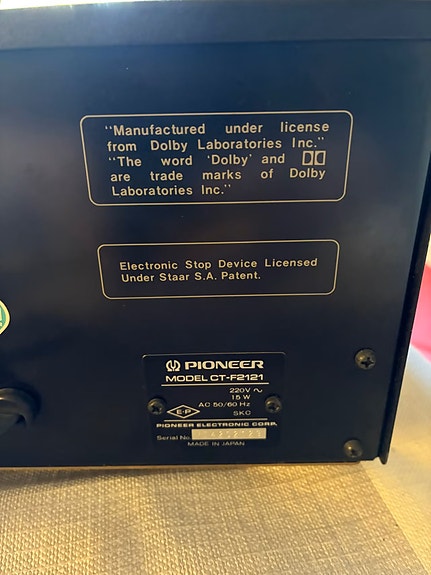 "Manufactured under license
from Dolby Laboratories Inc."
"The word 'Dolby' and
are trade marks of Dolby
Laboratories Inc."
Electronic Stop Device Licensed
Under Staar S.A. Patent.
PIONEER
MODEL CT-F2121
220V ~
15 W
AC 50/60 Hz
E-P
SKC
PIONEER ELECTRONIC CORP.
Serial No.
MADE IN JAPAN